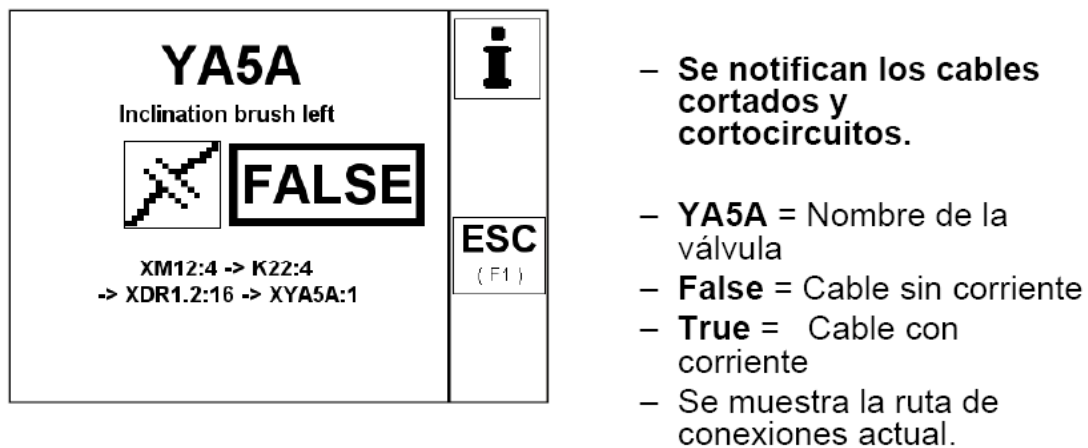 YA5A
Inclination brush left
FALSE
XM12:4 -> K22:4
-> XDR1.2:16 -> XYA5A:1
i
ESC
( F1 )
– Se notifican los cables
cortados y
cortocircuitos.
– YA5A = Nombre de la
válvula
– False = Cable sin corriente
– True = Cable con
corriente
– Se muestra la ruta de
conexiones actual.